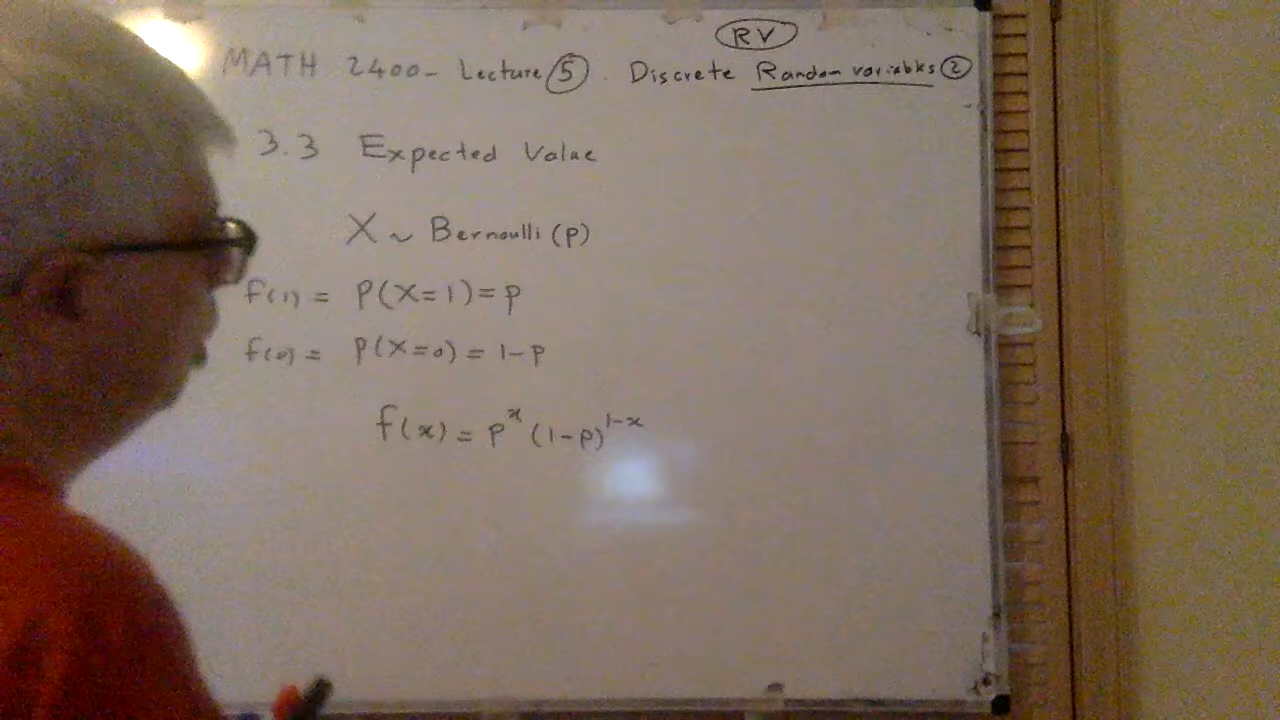 RV
MATH 2400- Lecture 5. Discrete Random variables 2
3.3 Expected Value
X ~ Bernoulli (p)
f(1) = P(X=1)=p
f(0) = P(X=0) = 1-p
f(x) = p^x (1-p)^{1-x}